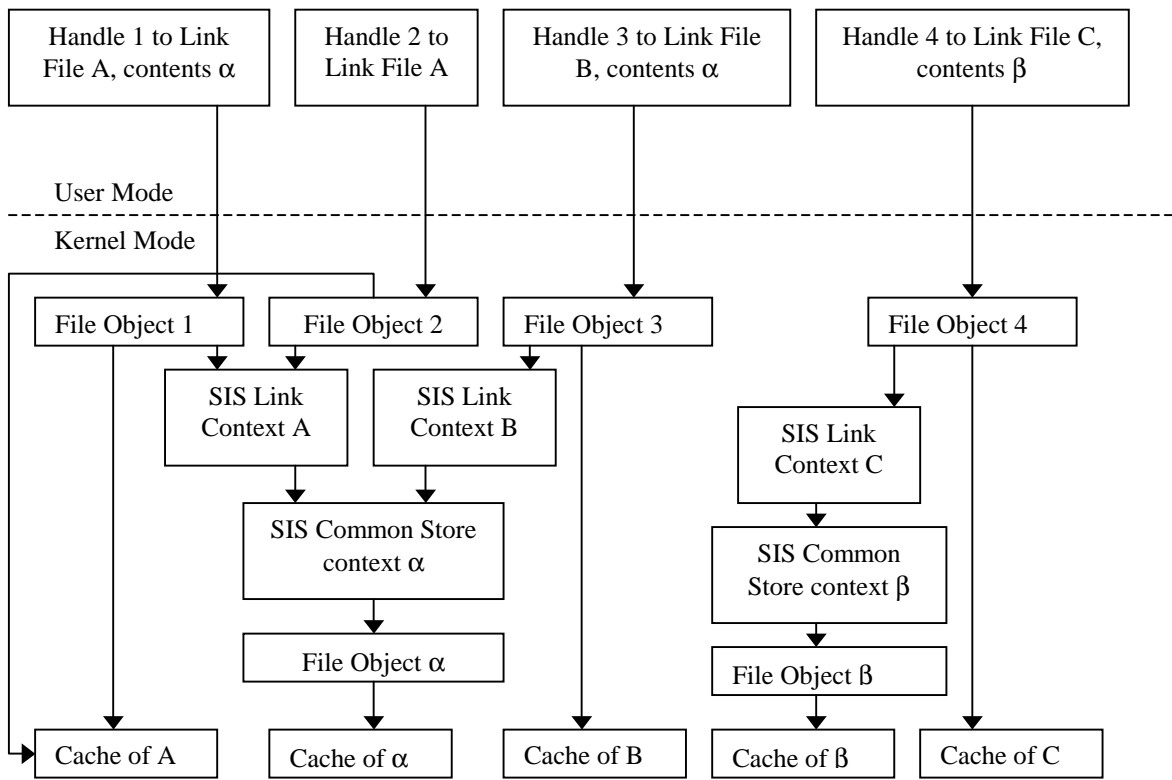 Handle 1 to Link
File A, contents α
Handle 2 to
Link File A
Handle 3 to Link File
B, contents α
Handle 4 to Link File C,
contents β
User Mode
Kernel Mode
File Object 1
File Object 2
File Object 3
File Object 4
SIS Link
Context A
SIS Link
Context B
SIS Link
Context C
SIS Common Store
context α
SIS Common
Store context β
File Object α
File Object β
Cache of A
Cache of α
Cache of B
Cache of β
Cache of C